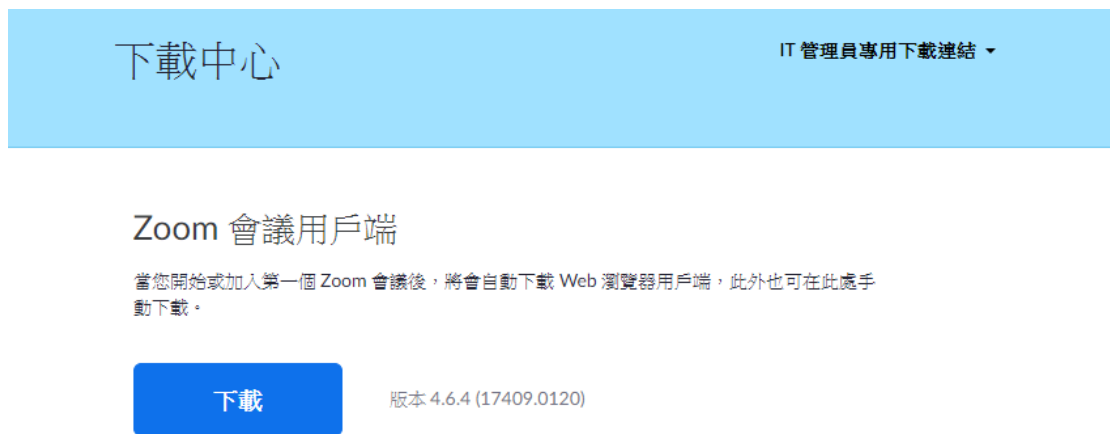 下載中心
IT 管理員專用下載連結
Zoom 會議用戶端
當您開始或加入第一個 Zoom 會議後，將會自動下載 Web 瀏覽器用戶端，此外也可在此處手
動下載。
下載
版本 4.6.4 (17409.0120)